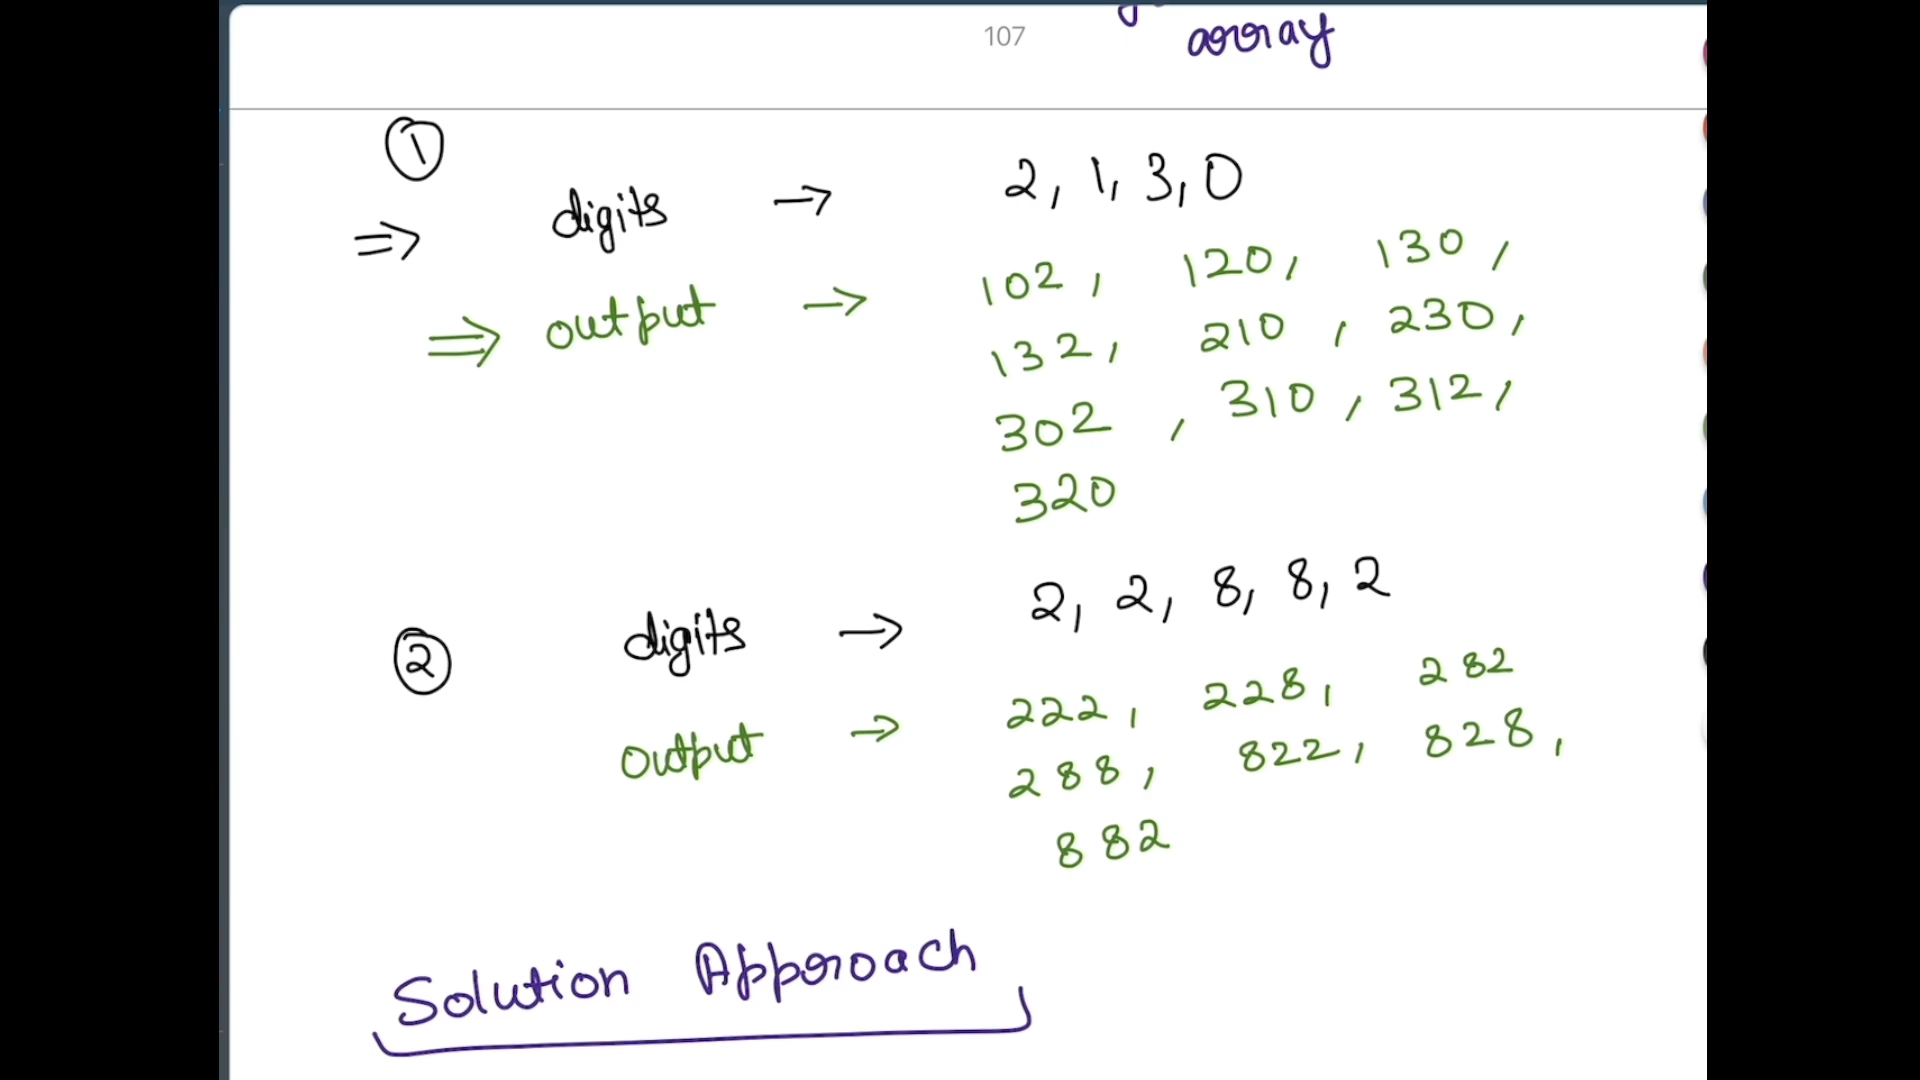 107
array
①
digits → 2, 1, 3, 0
⇒
⇒ output → 102, 120, 130,
132, 210, 230,
302, 310, 312,
320
② digits → 2, 2, 8, 8, 2
output → 222, 228, 282
288, 822, 828,
882
Solution Approach